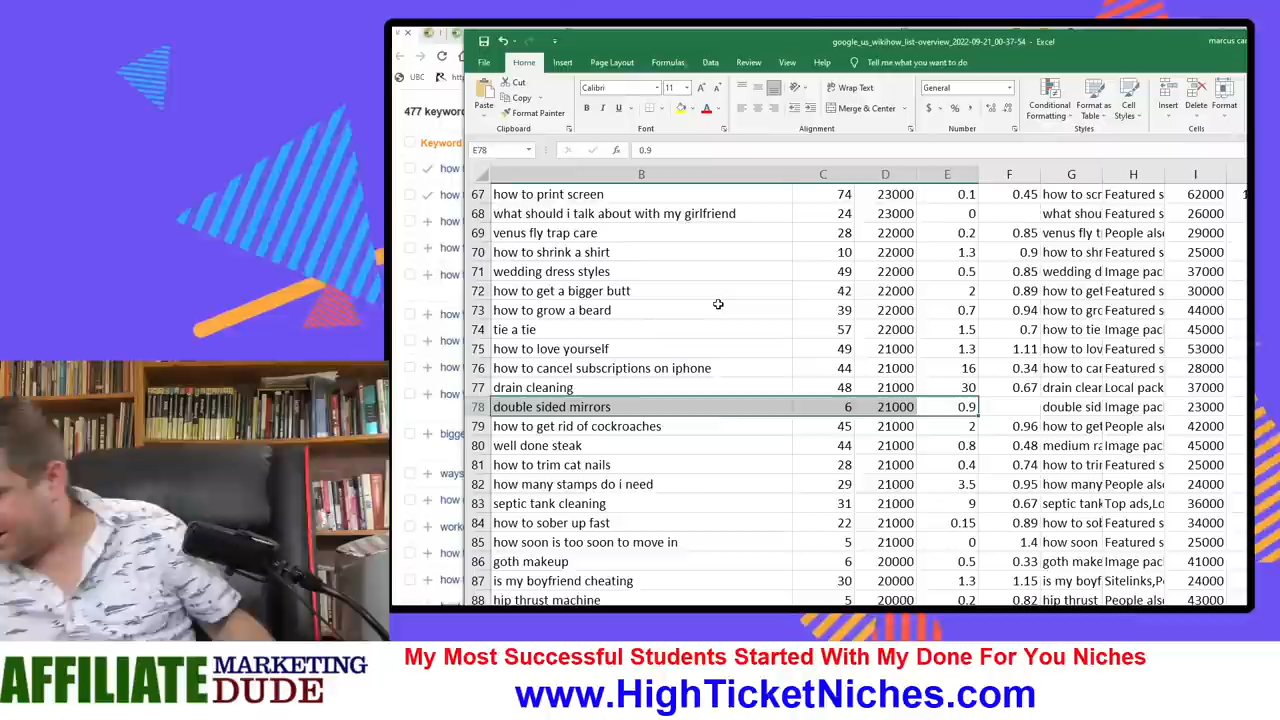 google_us_wikihow_list-overview_2022-09-21_00-37-54 - Excel
marcus car
File Home Insert Page Layout Formulas Data Review View Help Tell me what you want to do
UBC
Paste
Cut
Copy
Format Painter
Clipboard
Calibri 11
B I U
Font
Wrap Text
Merge & Center
Alignment
General
$ % ,
Number
Conditional Formatting
Format as Table
Cell Styles
Styles
Insert Delete Format
Cells
477 keyword
E78 fx 0.9
Keyword
B C D E F G H I
67 how to print screen 74 23000 0.1 0.45 how to scr Featured s 62000 1
68 what should i talk about with my girlfriend 24 23000 0 what shou Featured s 26000
69 venus fly trap care 28 22000 0.2 0.85 venus fly t People also 29000
70 how to shrink a shirt 10 22000 1.3 0.9 how to shr Featured s 25000
71 wedding dress styles 49 22000 0.5 0.85 wedding d Image pac 37000
72 how to get a bigger butt 42 22000 2 0.89 how to get Featured s 30000
73 how to grow a beard 39 22000 0.7 0.94 how to gro Featured s 44000
74 tie a tie 57 22000 1.5 0.7 how to tie Image pac 45000
75 how to love yourself 49 21000 1.3 1.11 how to lov Featured s 53000
76 how to cancel subscriptions on iphone 44 21000 16 0.34 how to car Featured s 28000
77 drain cleaning 48 21000 30 0.67 drain clear Local pack 37000
78 double sided mirrors 6 21000 0.9 double sid Image pac 23000
79 how to get rid of cockroaches 45 21000 2 0.96 how to get People also 42000
80 well done steak 44 21000 0.8 0.48 medium ra Image pac 45000
81 how to trim cat nails 28 21000 0.4 0.74 how to trin Featured s 25000
82 how many stamps do i need 29 21000 3.5 0.95 how many People also 24000
83 septic tank cleaning 31 21000 9 0.67 septic tank Top ads,Lo 36000
84 how to sober up fast 22 21000 0.15 0.89 how to sob Featured s 34000
85 how soon is too soon to move in 5 21000 0 1.4 how soon Featured s 25000
86 goth makeup 6 20000 0.5 0.33 goth make Image pac 41000
87 is my boyfriend cheating 30 20000 1.3 1.15 is my boyf Sitelinks,P 24000
88 hip thrust machine 5 20000 0.2 0.82 hip thrust People also 43000
AFFILIATE MARKETING DUDE
My Most Successful Students Started With My Done For You Niches
www.HighTicketNiches.com